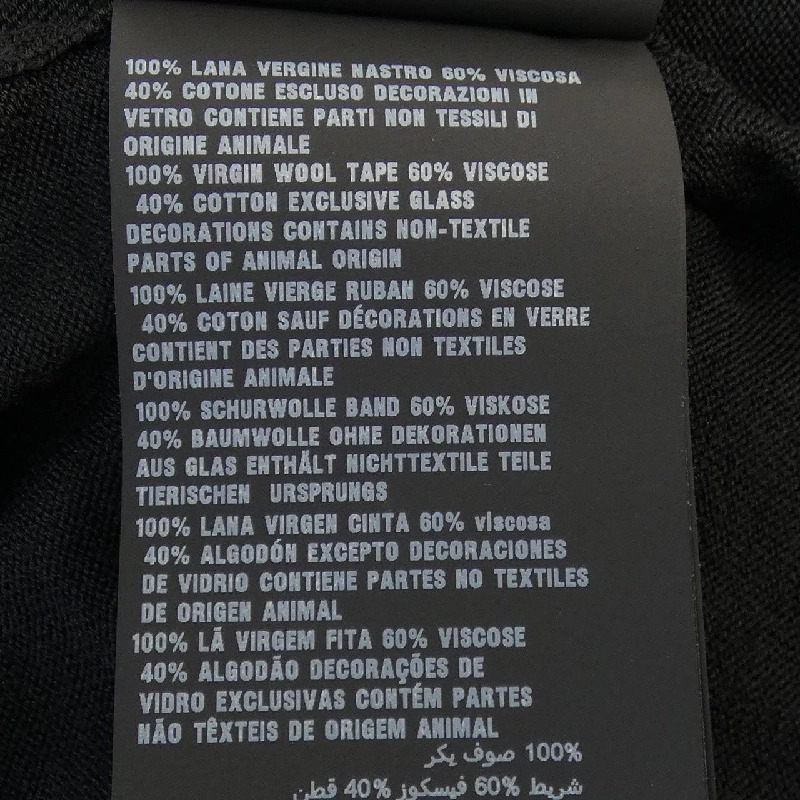 100% LANA VERGINE NASTRO 60% VISCOSA
40% COTONE ESCLUSO DECORAZIONI IN
VETRO CONTIENE PARTI NON TESSILI DI
ORIGINE ANIMALE
100% VIRGIN WOOL TAPE 60% VISCOSE
40% COTTON EXCLUSIVE GLASS
DECORATIONS CONTAINS NON-TEXTILE
PARTS OF ANIMAL ORIGIN
100% LAINE VIERGE RUBAN 60% VISCOSE
40% COTON SAUF DÉCORATIONS EN VERRE
CONTIENT DES PARTIES NON TEXTILES
D'ORIGINE ANIMALE
100% SCHURWOLLE BAND 60% VISKOSE
40% BAUMWOLLE OHNE DEKORATIONEN
AUS GLAS ENTHÄLT NICHTTEXTILE TEILE
TIERISCHEN URSPRUNGS
100% LANA VIRGEN CINTA 60% viscosa
40% ALGODÓN EXCEPTO DECORACIONES
DE VIDRIO CONTIENE PARTES NO TEXTILES
DE ORIGEN ANIMAL
100% LÃ VIRGEM FITA 60% VISCOSE
40% ALGODÃO DECORAÇÕES DE
VIDRO EXCLUSIVAS CONTÉM PARTES
NÃO TÊXTEIS DE ORIGEM ANIMAL
100% صوف بكر
شريط 60% فيسكوز 40% قطن